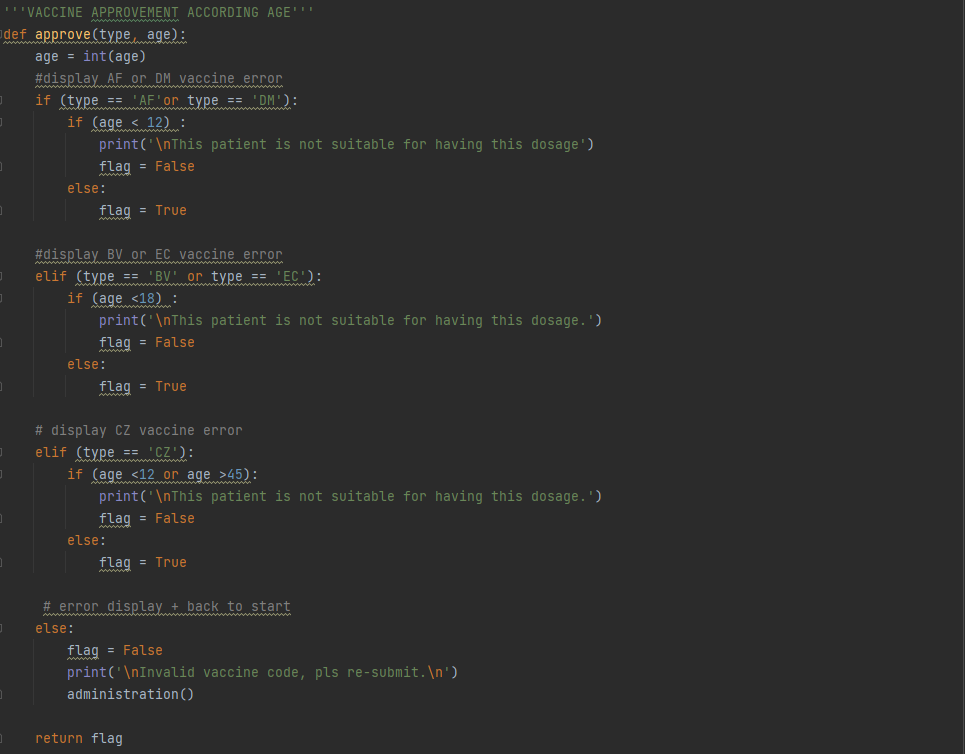 '''VACCINE APPROVEMENT ACCORDING AGE'''
def approve(type, age):
    age = int(age)
    #display AF or DM vaccine error
    if (type == 'AF'or type == 'DM'):
        if (age < 12) :
            print('\nThis patient is not suitable for having this dosage')
            flag = False
        else:
            flag = True

    #display BV or EC vaccine error
    elif (type == 'BV' or type == 'EC'):
        if (age <18) :
            print('\nThis patient is not suitable for having this dosage.')
            flag = False
        else:
            flag = True

    # display CZ vaccine error
    elif (type == 'CZ'):
        if (age <12 or age >45):
            print('\nThis patient is not suitable for having this dosage.')
            flag = False
        else:
            flag = True

     # error display + back to start
    else:
        flag = False
        print('\nInvalid vaccine code, pls re-submit.\n')
        administration()

    return flag